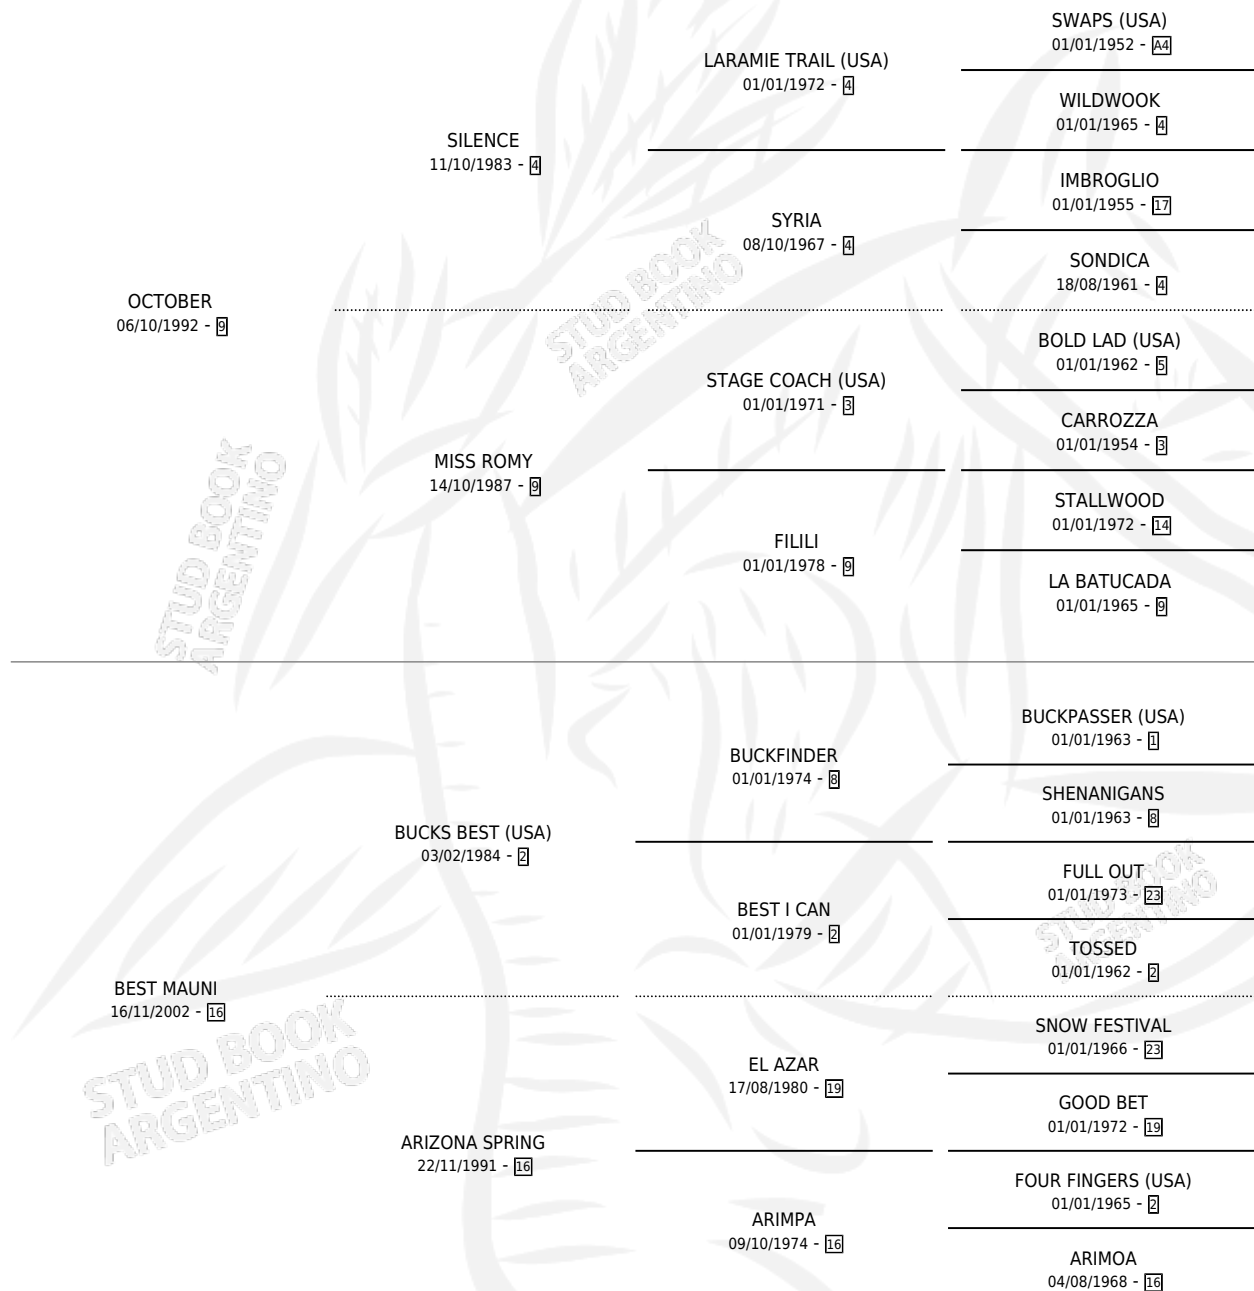 SWAPS (USA)
01/01/1952 - A4
LARAMIE TRAIL (USA)
01/01/1972 - 4
WILDWOOK
01/01/1965 - 4
SILENCE
11/10/1983 - 4
IMBROGLIO
01/01/1955 - 17
SYRIA
08/10/1967 - 4
SONDICA
18/08/1961 - 4
OCTOBER
06/10/1992 - 9
BOLD LAD (USA)
01/01/1962 - 5
STAGE COACH (USA)
01/01/1971 - 3
CARROZZA
01/01/1954 - 3
MISS ROMY
14/10/1987 - 9
STALLWOOD
01/01/1972 - 14
FILILI
01/01/1978 - 9
LA BATUCADA
01/01/1965 - 9
BUCKPASSER (USA)
01/01/1963 - 1
BUCKFINDER
01/01/1974 - 8
SHENANIGANS
01/01/1963 - 8
BUCKS BEST (USA)
03/02/1984 - 2
FULL OUT
01/01/1973 - 23
BEST I CAN
01/01/1979 - 2
TOSSED
01/01/1962 - 2
BEST MAUNI
16/11/2002 - 16
SNOW FESTIVAL
01/01/1966 - 23
EL AZAR
17/08/1980 - 19
GOOD BET
01/01/1972 - 19
ARIZONA SPRING
22/11/1991 - 16
FOUR FINGERS (USA)
01/01/1965 - 2
ARIMPA
09/10/1974 - 16
ARIMOA
04/08/1968 - 16
STUD BOOK
ARGENTINO
STUD BOOK
ARGENTINO
STUD BOOK
ARGENTINO
STUD BOOK
ARGENTINO